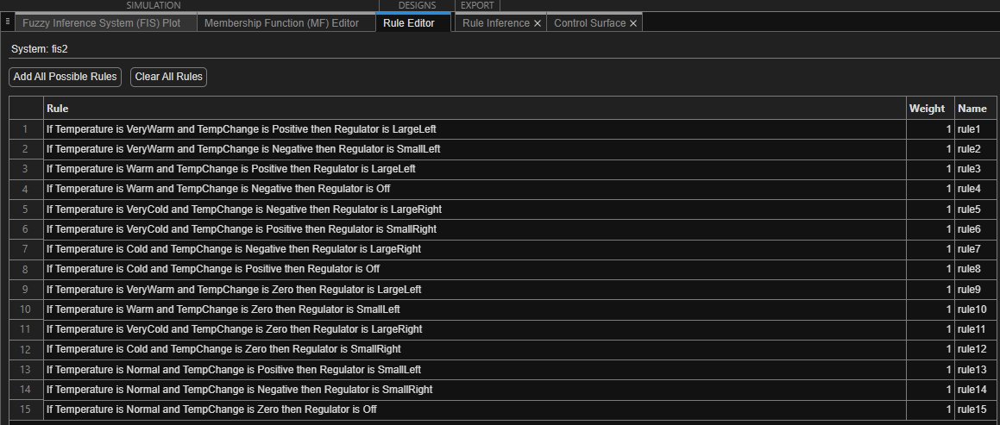 SIMULATION DESIGNS EXPORT
Fuzzy Inference System (FIS) Plot Membership Function (MF) Editor Rule Editor Rule Inference Control Surface
System: fis2
Add All Possible Rules Clear All Rules
Rule Weight Name
1 If Temperature is VeryWarm and TempChange is Positive then Regulator is LargeLeft 1 rule1
2 If Temperature is VeryWarm and TempChange is Negative then Regulator is SmallLeft 1 rule2
3 If Temperature is Warm and TempChange is Positive then Regulator is LargeLeft 1 rule3
4 If Temperature is Warm and TempChange is Negative then Regulator is Off 1 rule4
5 If Temperature is VeryCold and TempChange is Negative then Regulator is LargeRight 1 rule5
6 If Temperature is VeryCold and TempChange is Positive then Regulator is SmallRight 1 rule6
7 If Temperature is Cold and TempChange is Negative then Regulator is LargeRight 1 rule7
8 If Temperature is Cold and TempChange is Positive then Regulator is Off 1 rule8
9 If Temperature is VeryWarm and TempChange is Zero then Regulator is LargeLeft 1 rule9
10 If Temperature is Warm and TempChange is Zero then Regulator is SmallLeft 1 rule10
11 If Temperature is VeryCold and TempChange is Zero then Regulator is LargeRight 1 rule11
12 If Temperature is Cold and TempChange is Zero then Regulator is SmallRight 1 rule12
13 If Temperature is Normal and TempChange is Positive then Regulator is SmallLeft 1 rule13
14 If Temperature is Normal and TempChange is Negative then Regulator is SmallRight 1 rule14
15 If Temperature is Normal and TempChange is Zero then Regulator is Off 1 rule15